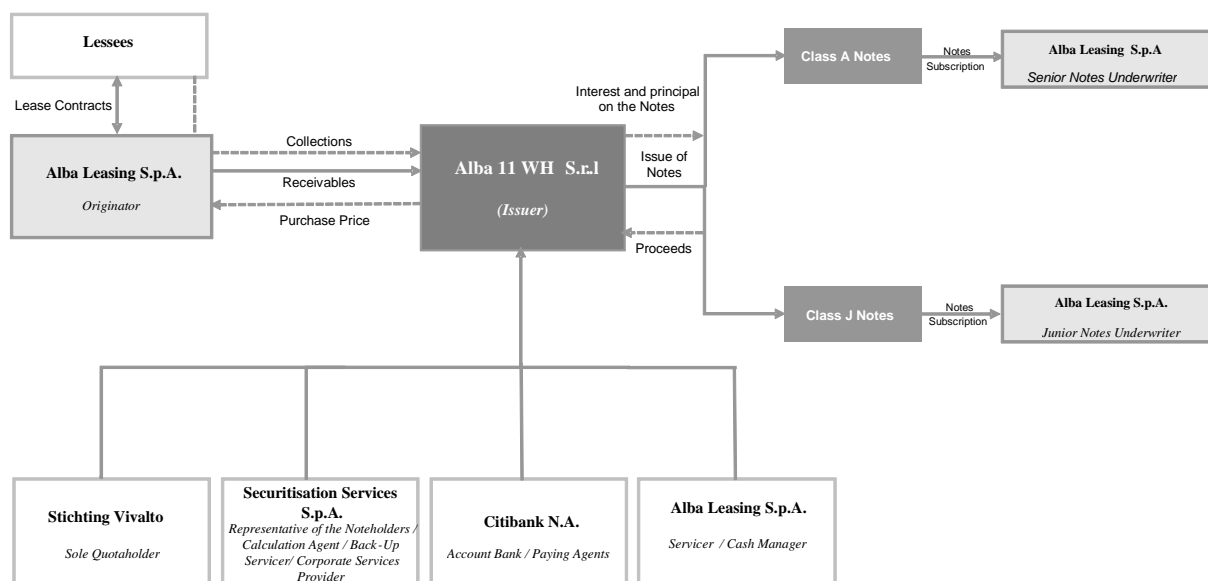 Lessees
Lease Contracts
Alba Leasing S.p.A.
Originator
Collections
Receivables
Purchase Price
Alba 11 WH S.r..l
(Issuer)
Interest and principal
on the Notes
Issue of
Notes
Proceeds
Class A Notes
Notes
Subscription
Alba Leasing S.p.A
Senior Notes Underwriter
Class J Notes
Notes
Subscription
Alba Leasing S.p.A.
Junior Notes Underwriter
Stichting Vivalto
Sole Quotaholder
Securitisation Services
S.p.A.
Representative of the Noteholders /
Calculation Agent / Back-Up
Servicer/ Corporate Services
Provider
Citibank N.A.
Account Bank / Paying Agents
Alba Leasing S.p.A.
Servicer / Cash Manager